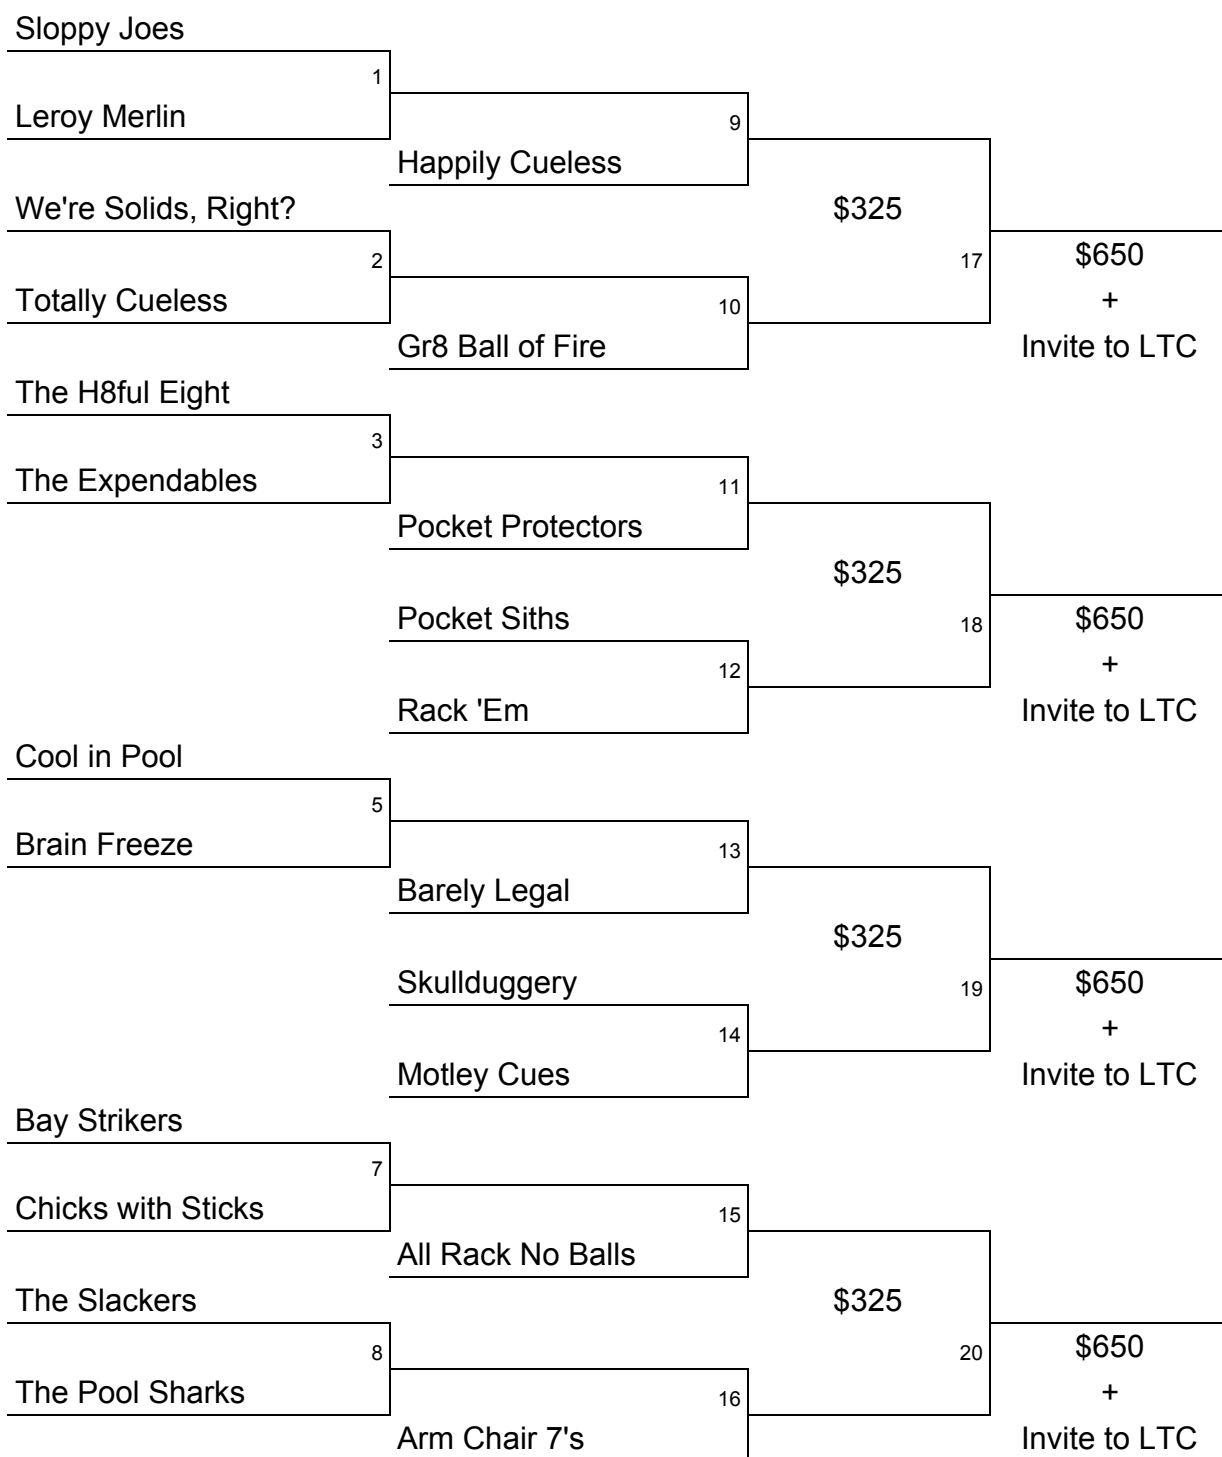 Sloppy Joes
1
Leroy Merlin
9
Happily Cueless
We're Solids, Right?
$325
2
17
$650
Totally Cueless
10
+
Gr8 Ball of Fire
Invite to LTC
The H8ful Eight
3
The Expendables
11
Pocket Protectors
$325
Pocket Siths
18
$650
12
+
Rack 'Em
Invite to LTC
Cool in Pool
5
Brain Freeze
13
Barely Legal
$325
Skullduggery
19
$650
14
+
Motley Cues
Invite to LTC
Bay Strikers
7
Chicks with Sticks
15
All Rack No Balls
The Slackers
$325
8
20
$650
The Pool Sharks
16
+
Arm Chair 7's
Invite to LTC